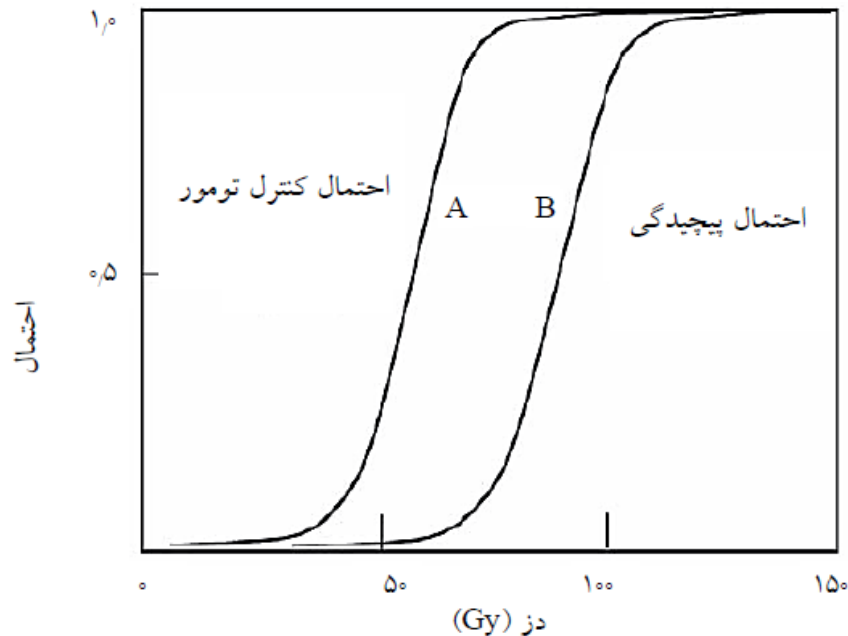 ۱٫۰
احتمال کنترل تومور
A
B
احتمال پیچیدگی
۰٫۵
احتمال
۰
۵۰
۱۰۰
۱۵۰
دز (Gy)